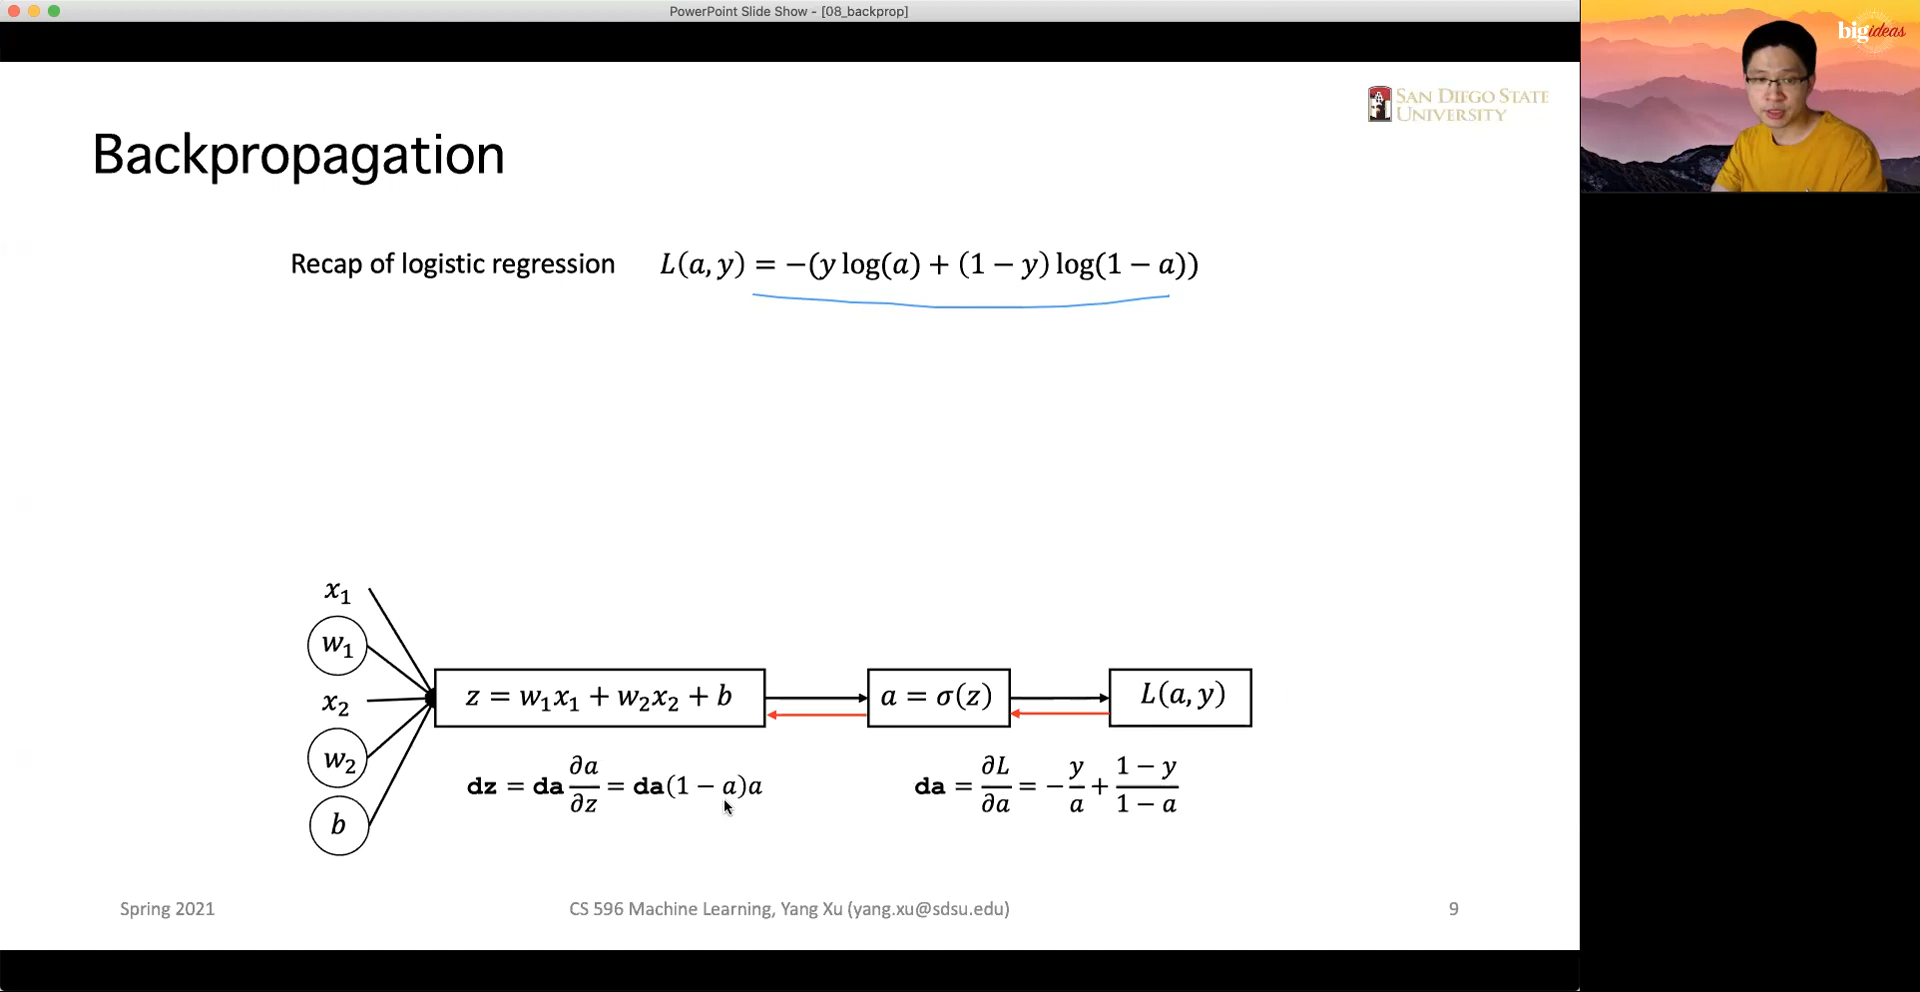 PowerPoint Slide Show - [08_backprop]
bigideas
SAN DIEGO STATE
UNIVERSITY
Backpropagation
Recap of logistic regression L(a, y) = −(y log(a) + (1 − y) log(1 − a))
x₁
w₁
x₂
w₂
b
z = w₁x₁ + w₂x₂ + b
a = σ(z)
L(a, y)
dz = da ∂a/∂z = da(1 − a)a
da = ∂L/∂a = − y/a + (1 − y)/(1 − a)
Spring 2021
CS 596 Machine Learning, Yang Xu (yang.xu@sdsu.edu)
9